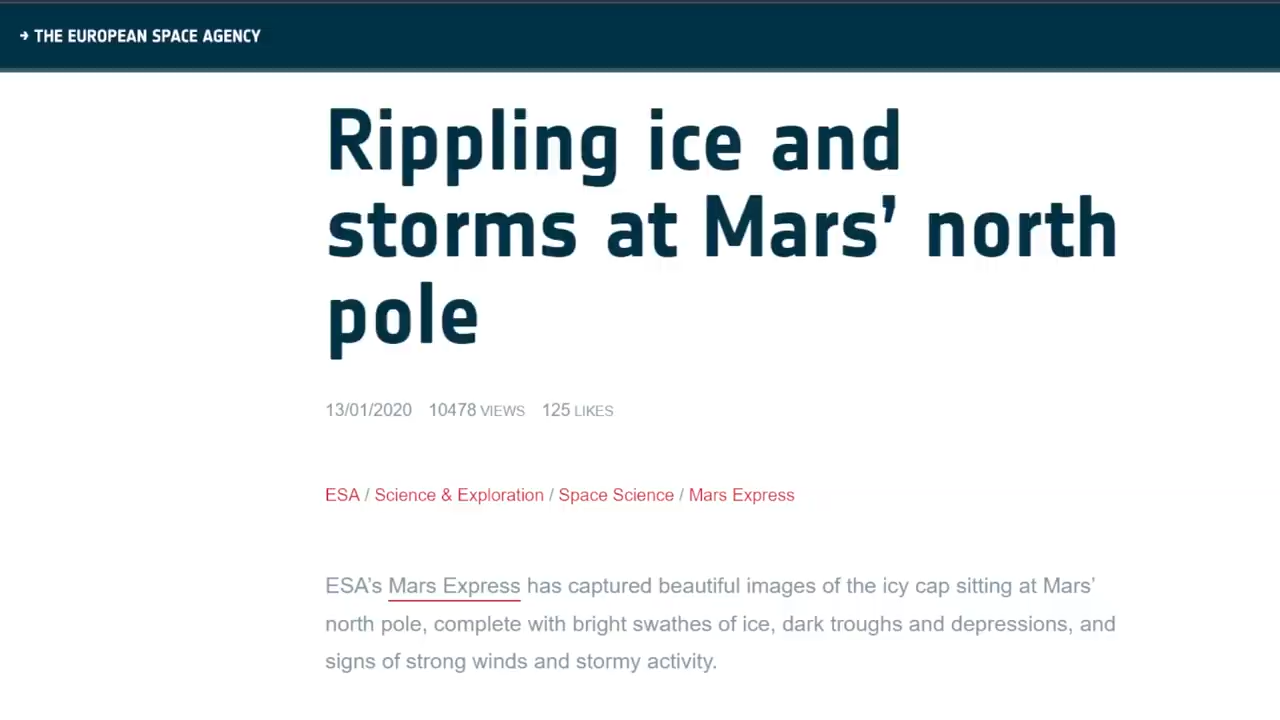 → THE EUROPEAN SPACE AGENCY
Rippling ice and
storms at Mars’ north
pole
13/01/2020 10478 VIEWS 125 LIKES
ESA / Science & Exploration / Space Science / Mars Express
ESA’s Mars Express has captured beautiful images of the icy cap sitting at Mars’
north pole, complete with bright swathes of ice, dark troughs and depressions, and
signs of strong winds and stormy activity.